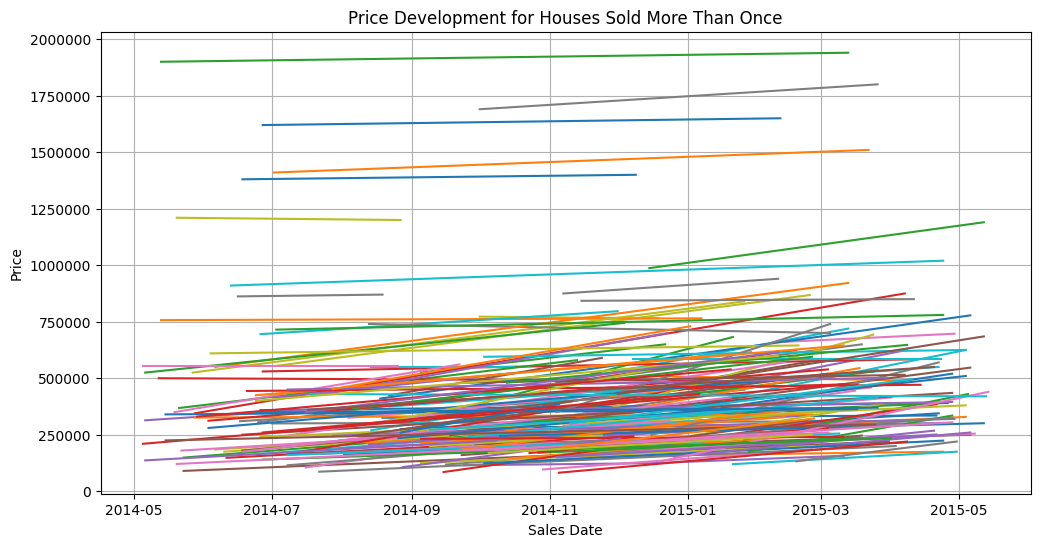 Price Development for Houses Sold More Than Once
2000000
1750000
1500000
1250000
1000000
750000
500000
250000
0
Price
2014-05 2014-07 2014-09 2014-11 2015-01 2015-03 2015-05
Sales Date